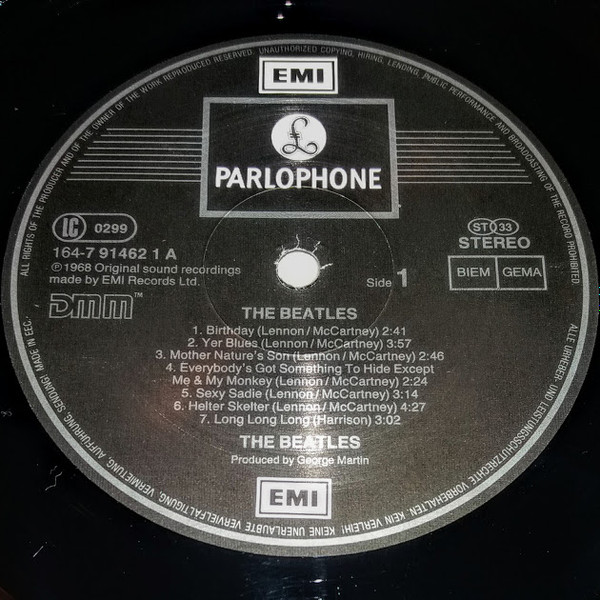 ALL RIGHTS OF THE PRODUCER AND OF THE OWNER OF THE WORK REPRODUCED RESERVED. UNAUTHORIZED COPYING, HIRING, LENDING, PUBLIC PERFORMANCE AND BROADCASTING OF THE RECORD PROHIBITED.
EMI
£
PARLOPHONE
LC 0299
164-7 91462 1 A
℗1968 Original sound recordings
made by EMI Records Ltd.
DMM™
ST 33
STEREO
BIEM GEMA
Side 1
THE BEATLES
1. Birthday (Lennon/McCartney) 2:41
2. Yer Blues (Lennon/McCartney) 3:57
3. Mother Nature's Son (Lennon/McCartney) 2:46
4. Everybody's Got Something To Hide Except
Me & My Monkey (Lennon/McCartney) 2:24
5. Sexy Sadie (Lennon/McCartney) 3:14
6. Helter Skelter (Lennon/McCartney) 4:27
7. Long Long Long (Harrison) 3:02
THE BEATLES
Produced by George Martin
EMI
ALLE URHEBER- UND LEISTUNGSSCHUTZRECHTE VORBEHALTEN. KEIN VERLEIH! KEINE UNERLAUBTE VERVIELFÄLTIGUNG, VERMIETUNG, AUFFÜHRUNG, SENDUNG! MADE IN EEC.